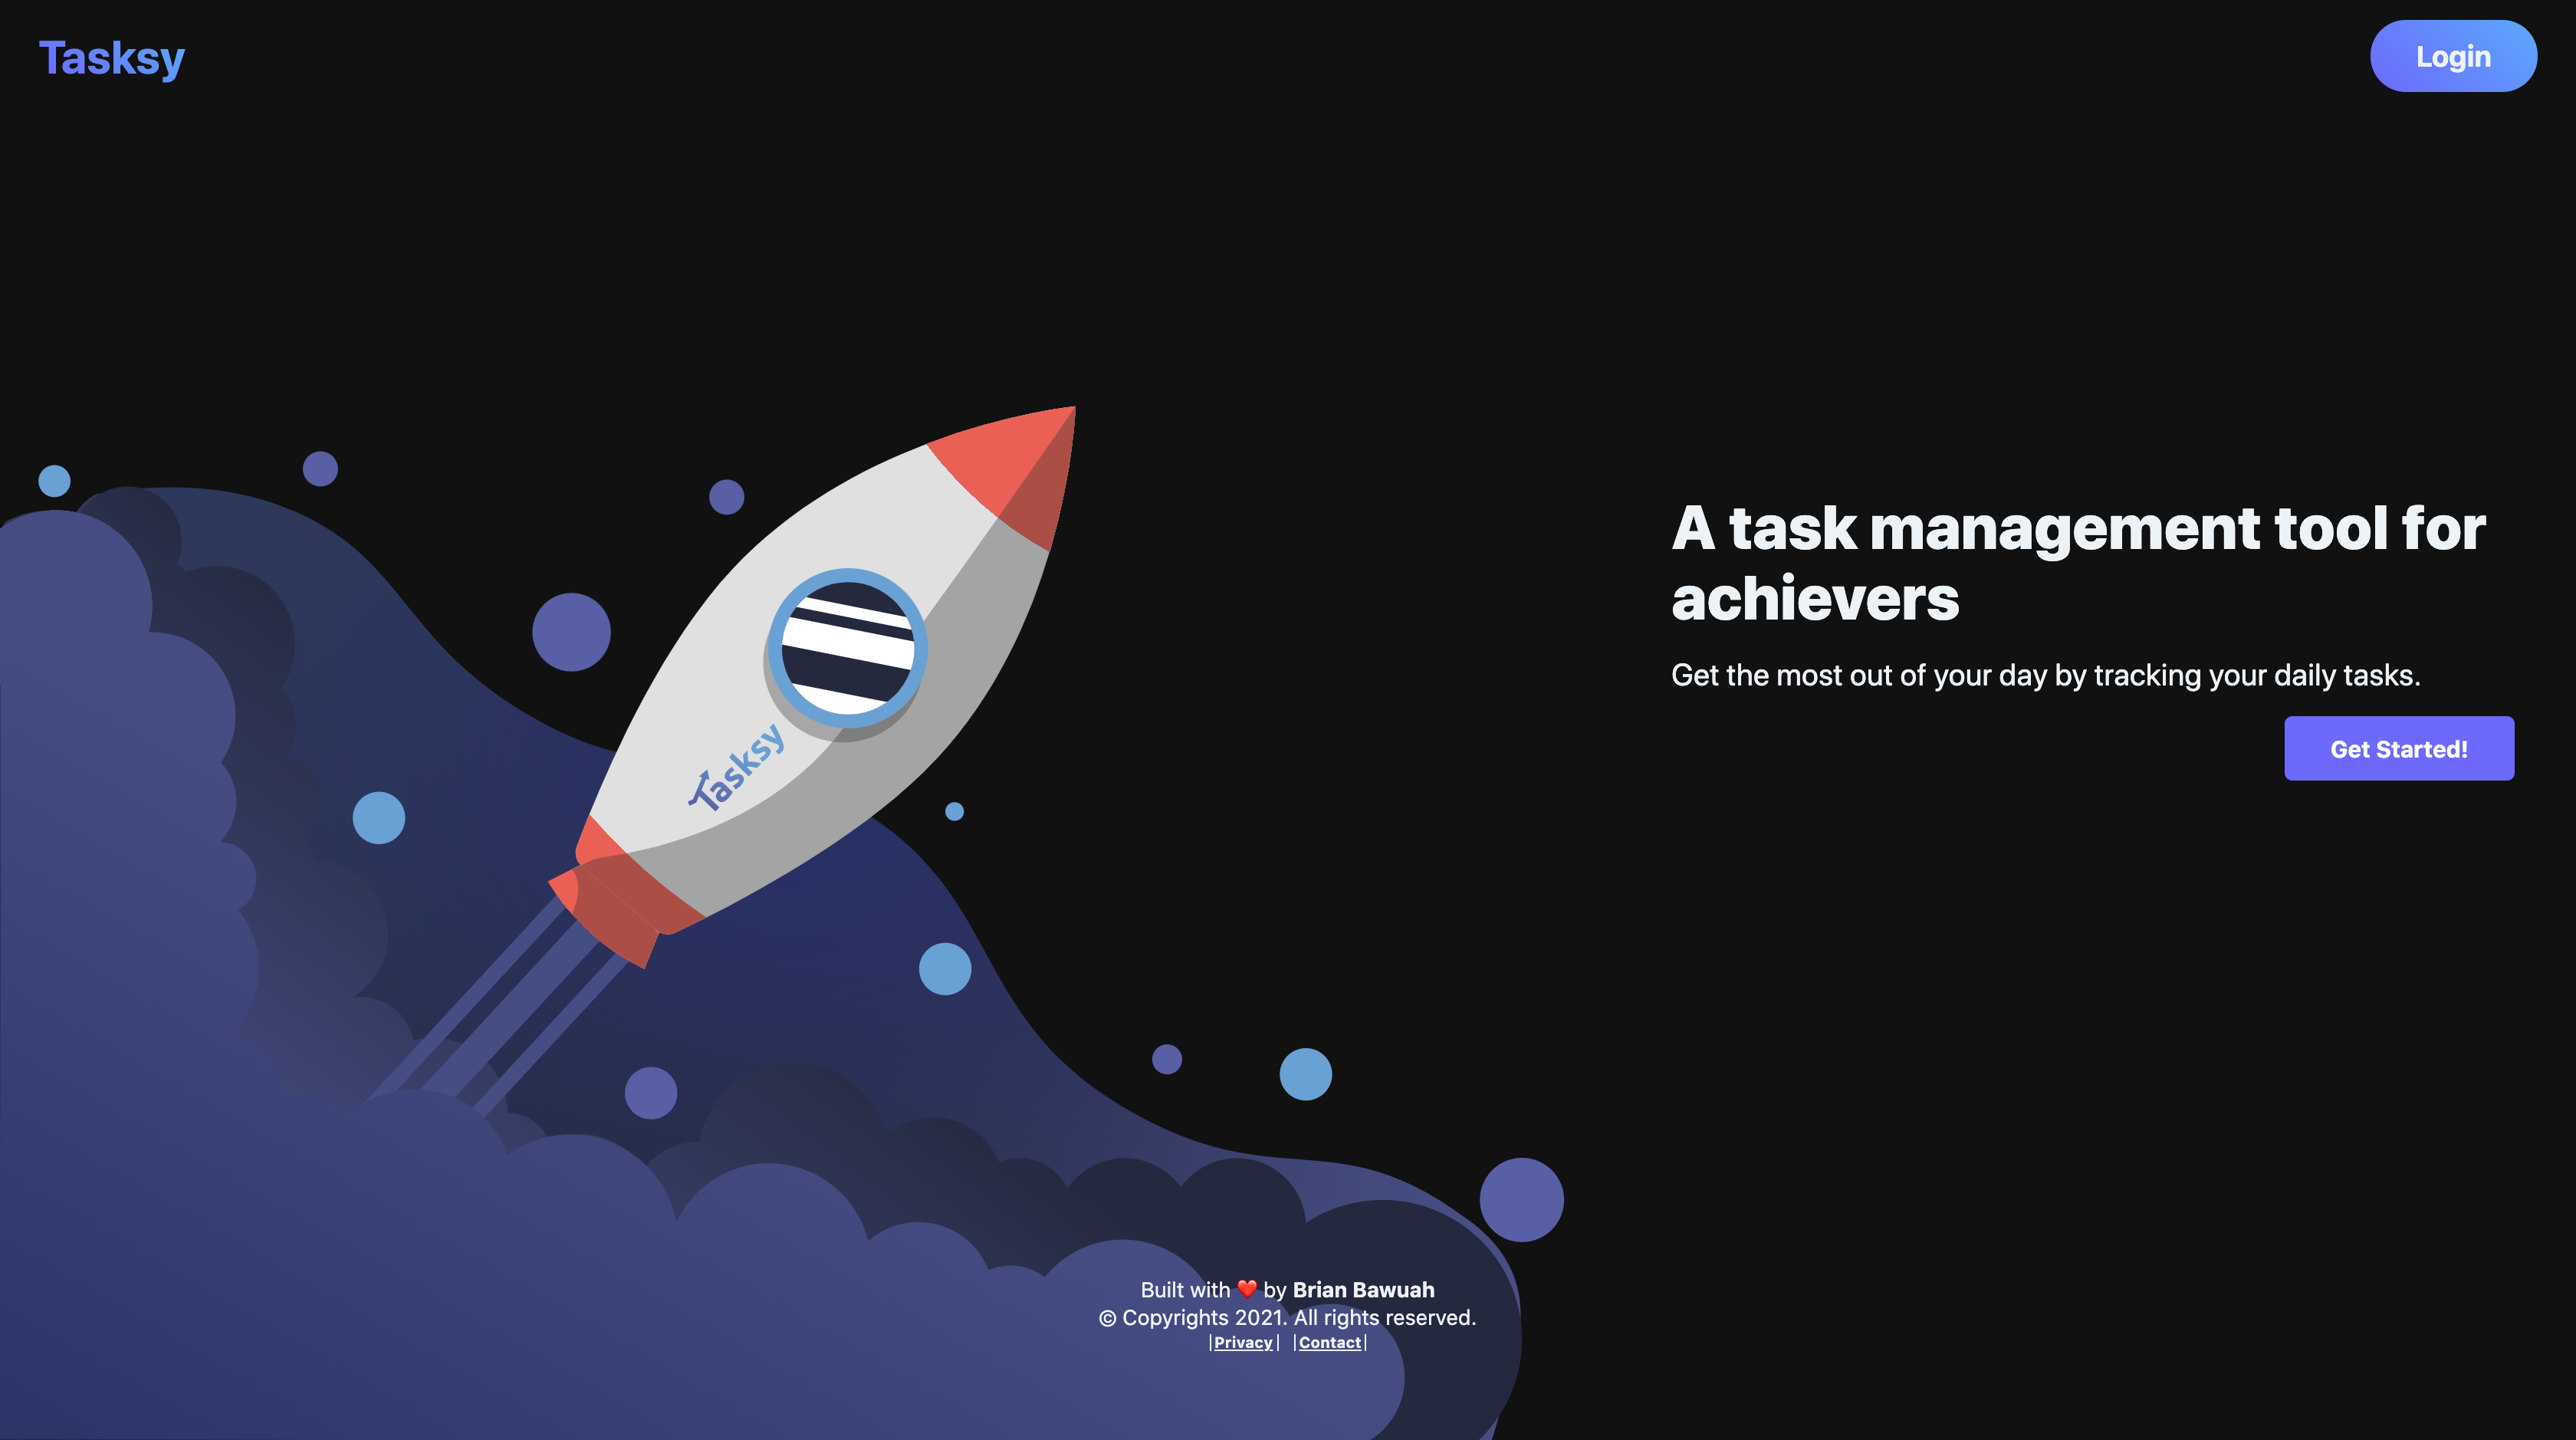 Tasksy
Login
A task management tool for
achievers
Get the most out of your day by tracking your daily tasks.
Get Started!
Tasksy
Built with ❤️ by Brian Bawuah
© Copyrights 2021. All rights reserved.
|Privacy| |Contact|